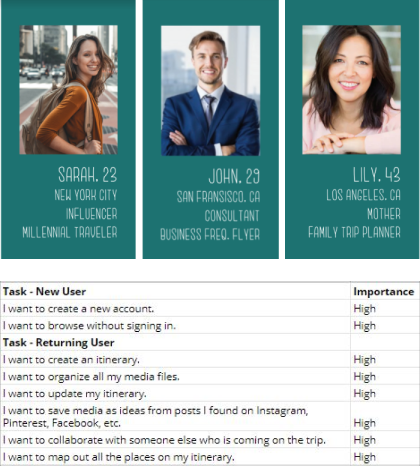 SARAH. 23
NEW YORK CITY
INFLUENCER
MILLENNIAL TRAVELER
JOHN. 29
SAN FRANSISCO. CA
CONSULTANT
BUSINESS FREQ. FLYER
LILY. 43
LOS ANGELES. CA
MOTHER
FAMILY TRIP PLANNER
Task - New User Importance
I want to create a new account. High
I want to browse without signing in. High
Task - Returning User
I want to create an itinerary. High
I want to organize all my media files. High
I want to update my itinerary. High
I want to save media as ideas from posts I found on Instagram,
Pinterest, Facebook, etc. High
I want to collaborate with someone else who is coming on the trip. High
I want to map out all the places on my itinerary. High